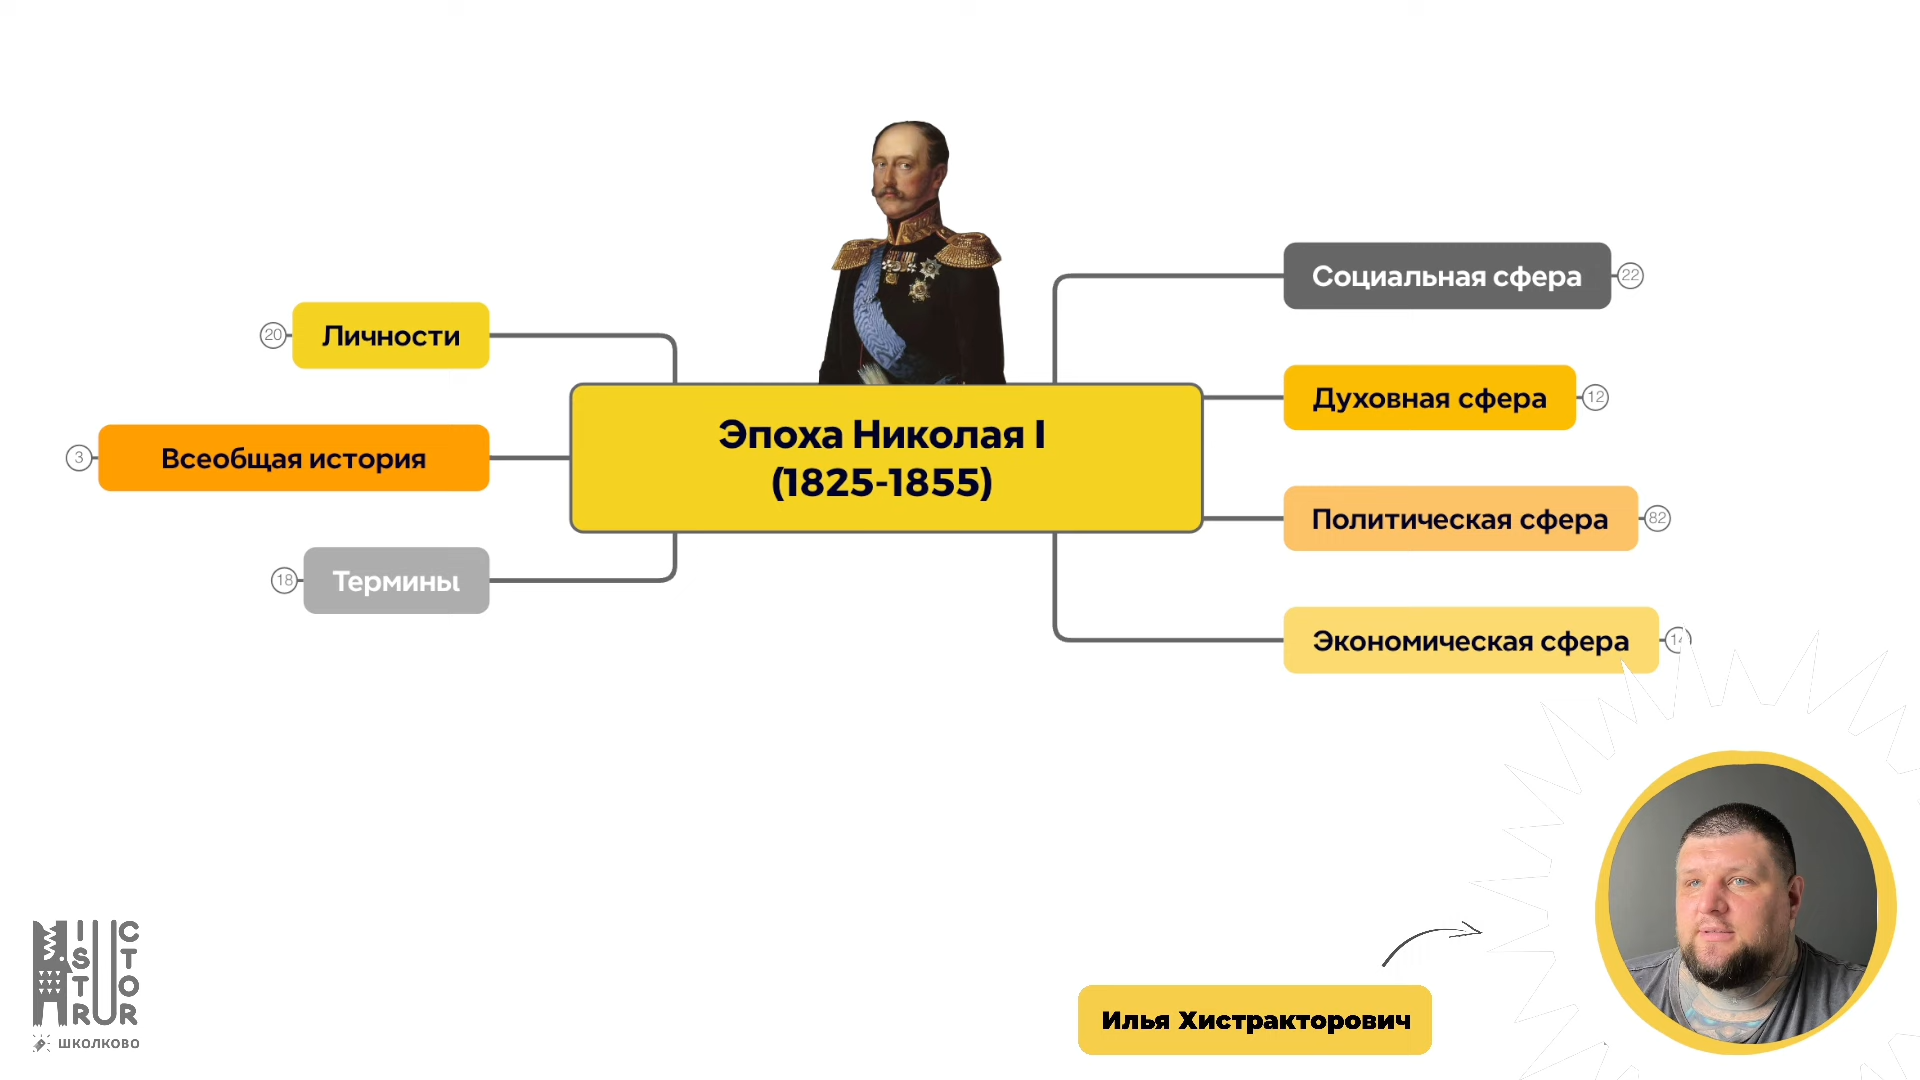 Социальная сфера
22
20
Личности
Духовная сфера
12
Эпоха Николая I
(1825-1855)
3
Всеобщая история
Политическая сфера
82
18
Термины
Экономическая сфера
HISTRUCTOR
ШКОЛКОВО
Илья Хистракторович